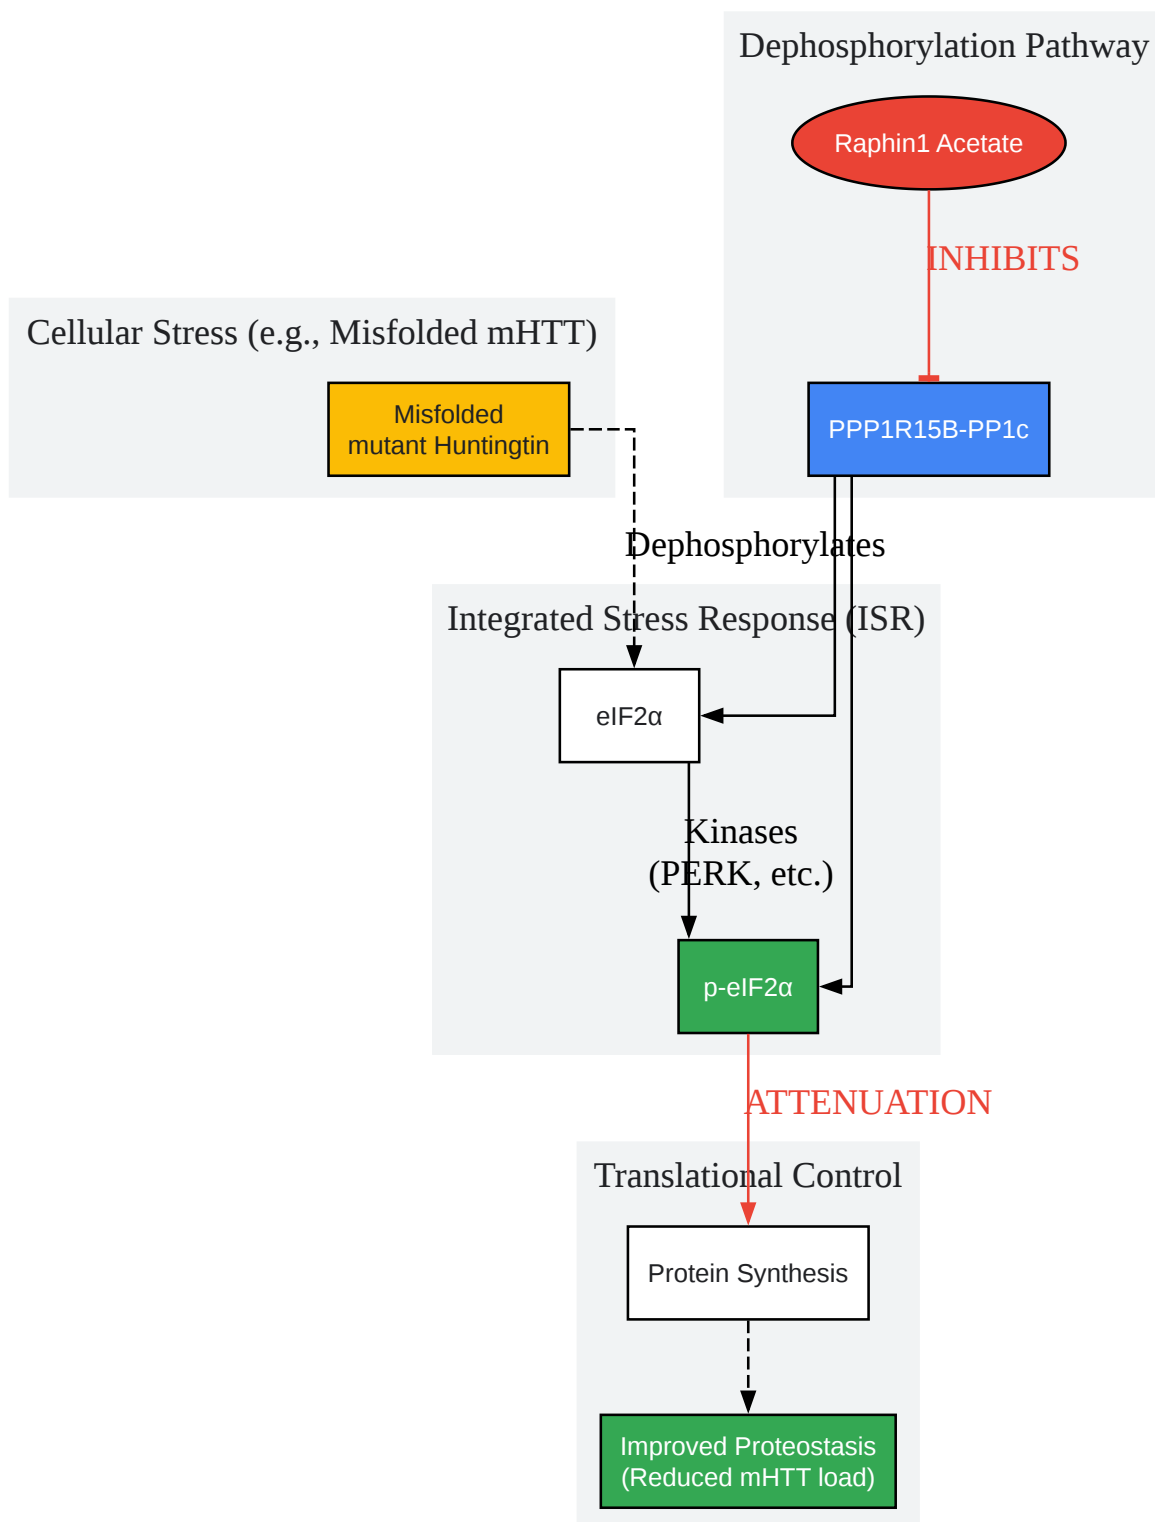 Dephosphorylation Pathway
Raphin1 Acetate
INHIBITS
Cellular Stress (e.g., Misfolded mHTT)
Misfolded
mutant Huntingtin
PPP1R15B-PP1c
Dephosphorylates
Integrated Stress Response (ISR)
eIF2α
Kinases
(PERK, etc.)
p-eIF2α
ATTENUATION
Translational Control
Protein Synthesis
Improved Proteostasis
(Reduced mHTT load)